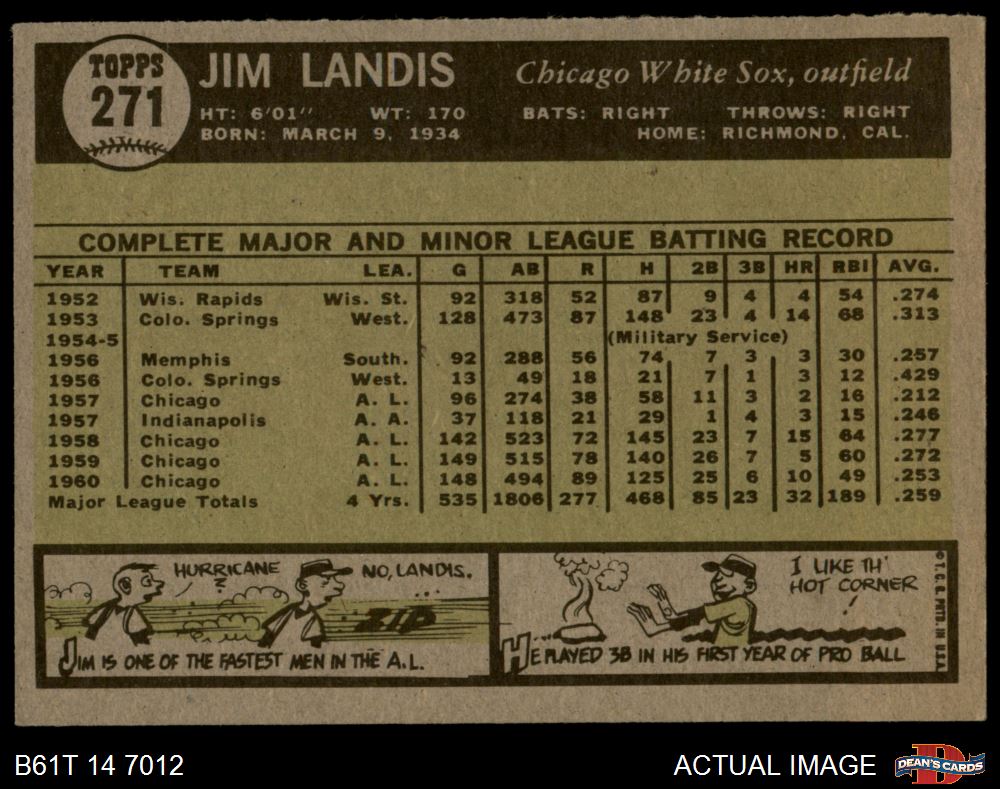 TOPPS
271
JIM LANDIS
Chicago White Sox, outfield
HT: 6'01" WT: 170 BATS: RIGHT THROWS: RIGHT
BORN: MARCH 9, 1934 HOME: RICHMOND, CAL.
COMPLETE MAJOR AND MINOR LEAGUE BATTING RECORD
YEAR TEAM LEA. G AB R H 2B 3B HR RBI AVG.
1952 Wis. Rapids Wis. St. 92 318 52 87 9 4 4 54 .274
1953 Colo. Springs West. 128 473 87 148 23 4 14 68 .313
1954-5 (Military Service)
1956 Memphis South. 92 288 56 74 7 3 3 30 .257
1956 Colo. Springs West. 13 49 18 21 7 1 3 12 .429
1957 Chicago A. L. 96 274 38 58 11 3 2 16 .212
1957 Indianapolis A. A. 37 118 21 29 1 4 3 15 .246
1958 Chicago A. L. 142 523 72 145 23 7 15 64 .277
1959 Chicago A. L. 149 515 78 140 26 7 5 60 .272
1960 Chicago A. L. 148 494 89 125 25 6 10 49 .253
Major League Totals 4 Yrs. 535 1806 277 468 85 23 32 189 .259
HURRICANE
?
NO, LANDIS.
ZIP
JIM IS ONE OF THE FASTEST MEN IN THE A.L.
I LIKE TH'
HOT CORNER
!
HE PLAYED 3B IN HIS FIRST YEAR OF PRO BALL
© T. C. G. PRTD. IN U.S.A.
B61T 14 7012
ACTUAL IMAGE
D
DEAN'S CARDS